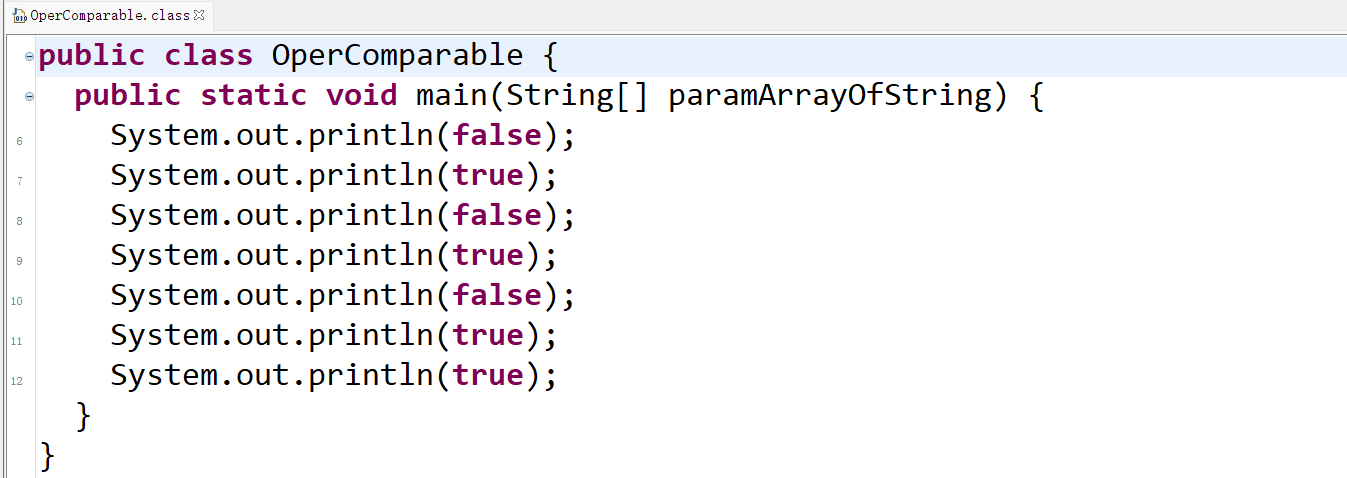 OperComparable.class
public class OperComparable {
public static void main(String[] paramArrayOfString) {
6 System.out.println(false);
7 System.out.println(true);
8 System.out.println(false);
9 System.out.println(true);
10 System.out.println(false);
11 System.out.println(true);
12 System.out.println(true);
}
}